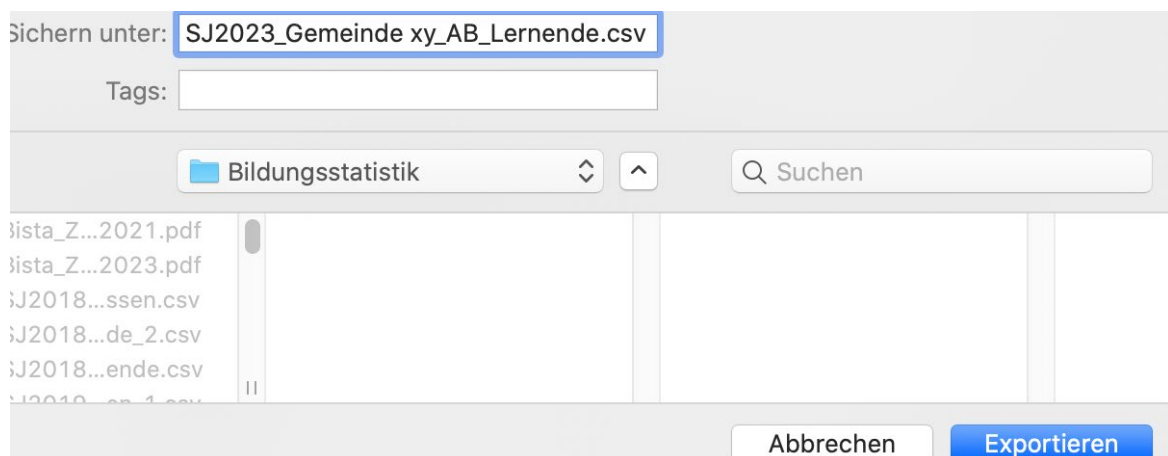 Sichern unter: SJ2023_Gemeinde xy_AB_Lernende.csv
Tags:
Bildungsstatistik
Suchen
Bista_Z...2021.pdf
Bista_Z...2023.pdf
SJ2018...ssen.csv
SJ2018...de_2.csv
SJ2018...ende.csv
Abbrechen Exportieren